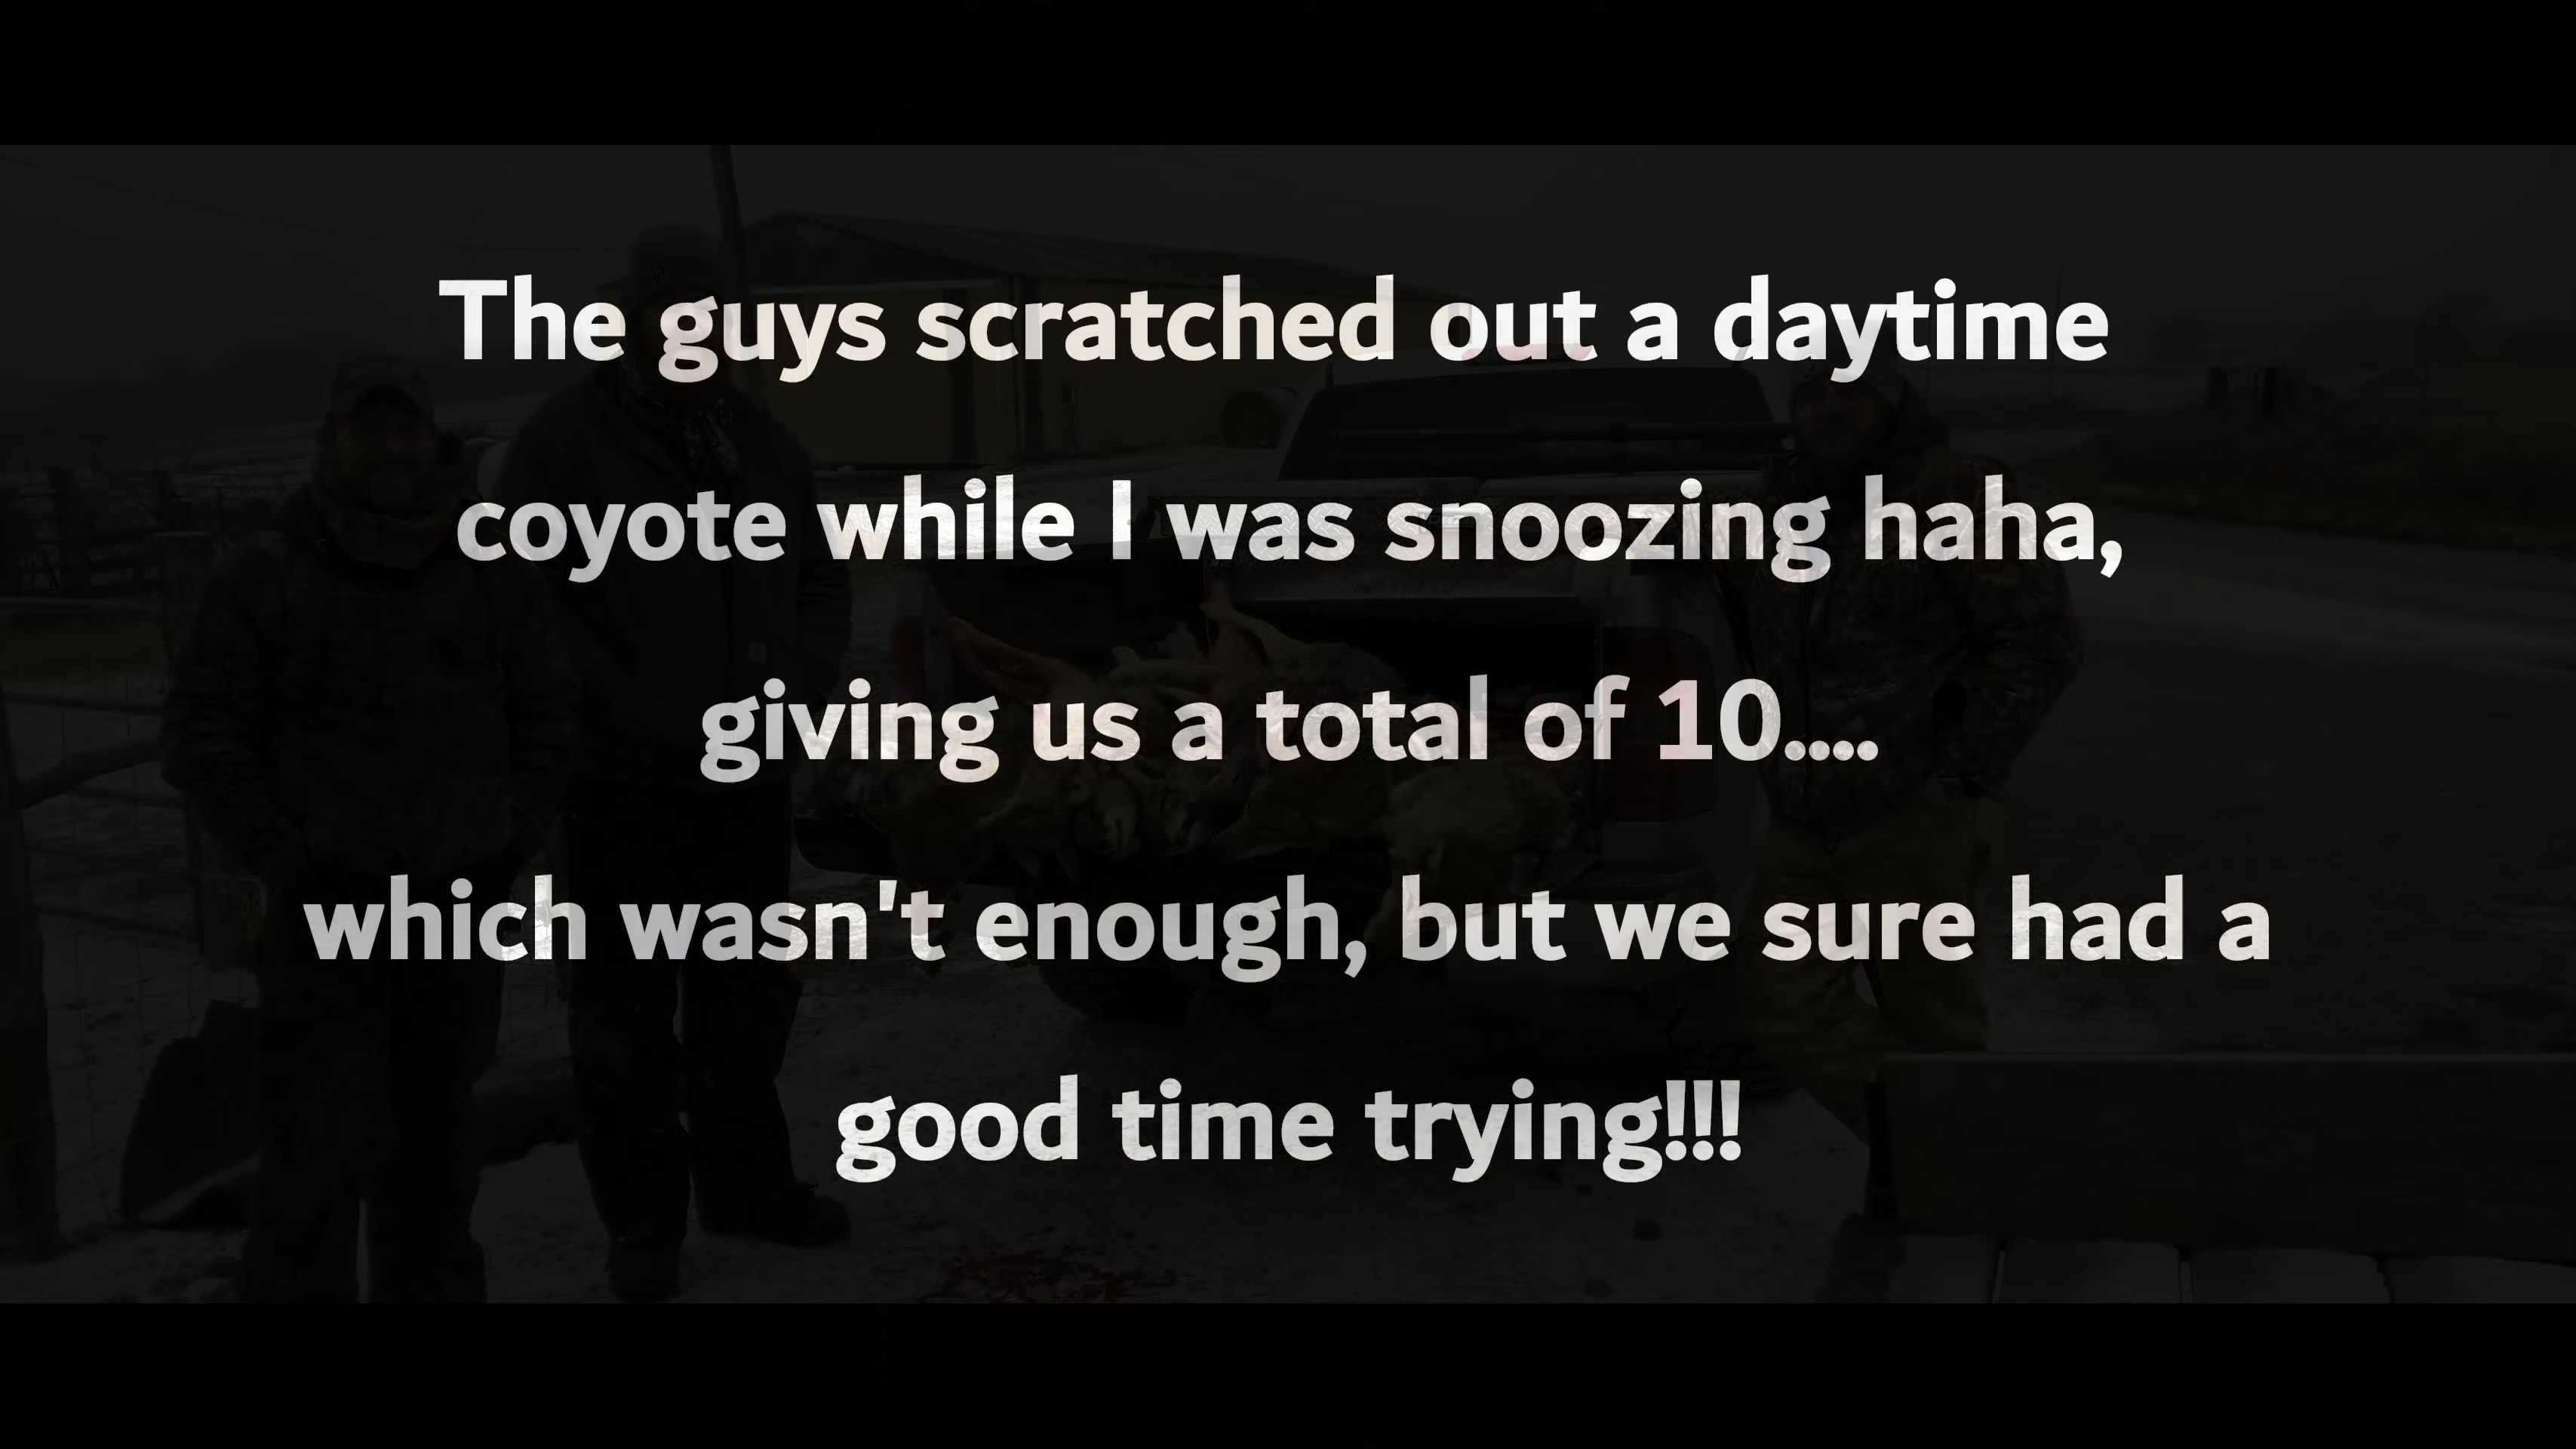 The guys scratched out a daytime
coyote while I was snoozing haha,
giving us a total of 10....
which wasn't enough, but we sure had a
good time trying!!!